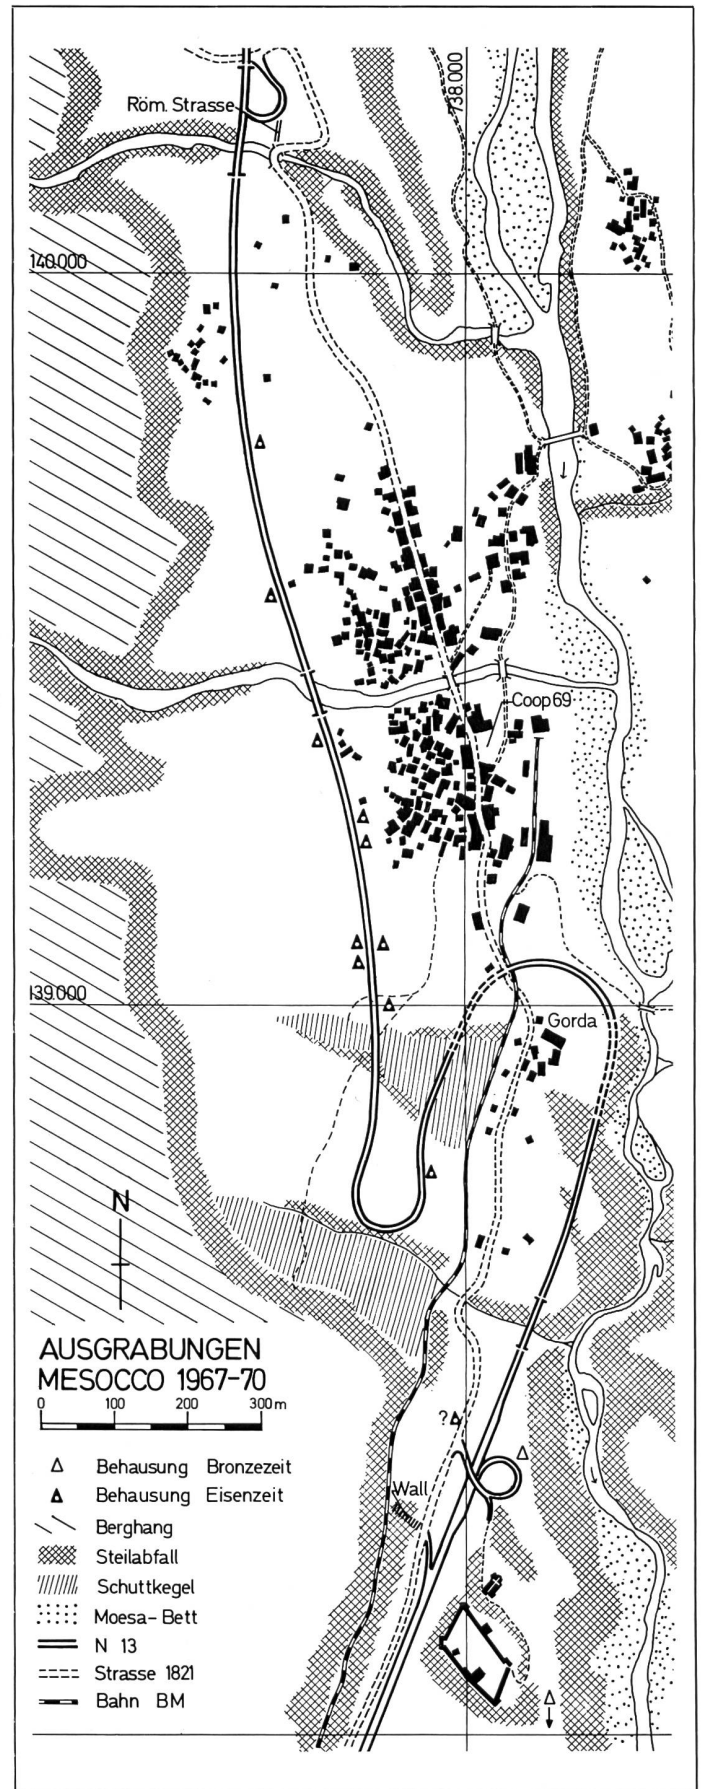 738.000
Röm. Strasse
140.000
Coop 69
139.000
Gorda
N
AUSGRABUNGEN
MESOCCO 1967-70
0 100 200 300 m
Behausung Bronzezeit
Behausung Eisenzeit
Berghang
Steilabfall
Schuttkegel
Moesa-Bett
N 13
Strasse 1821
Bahn BM
?
Wall